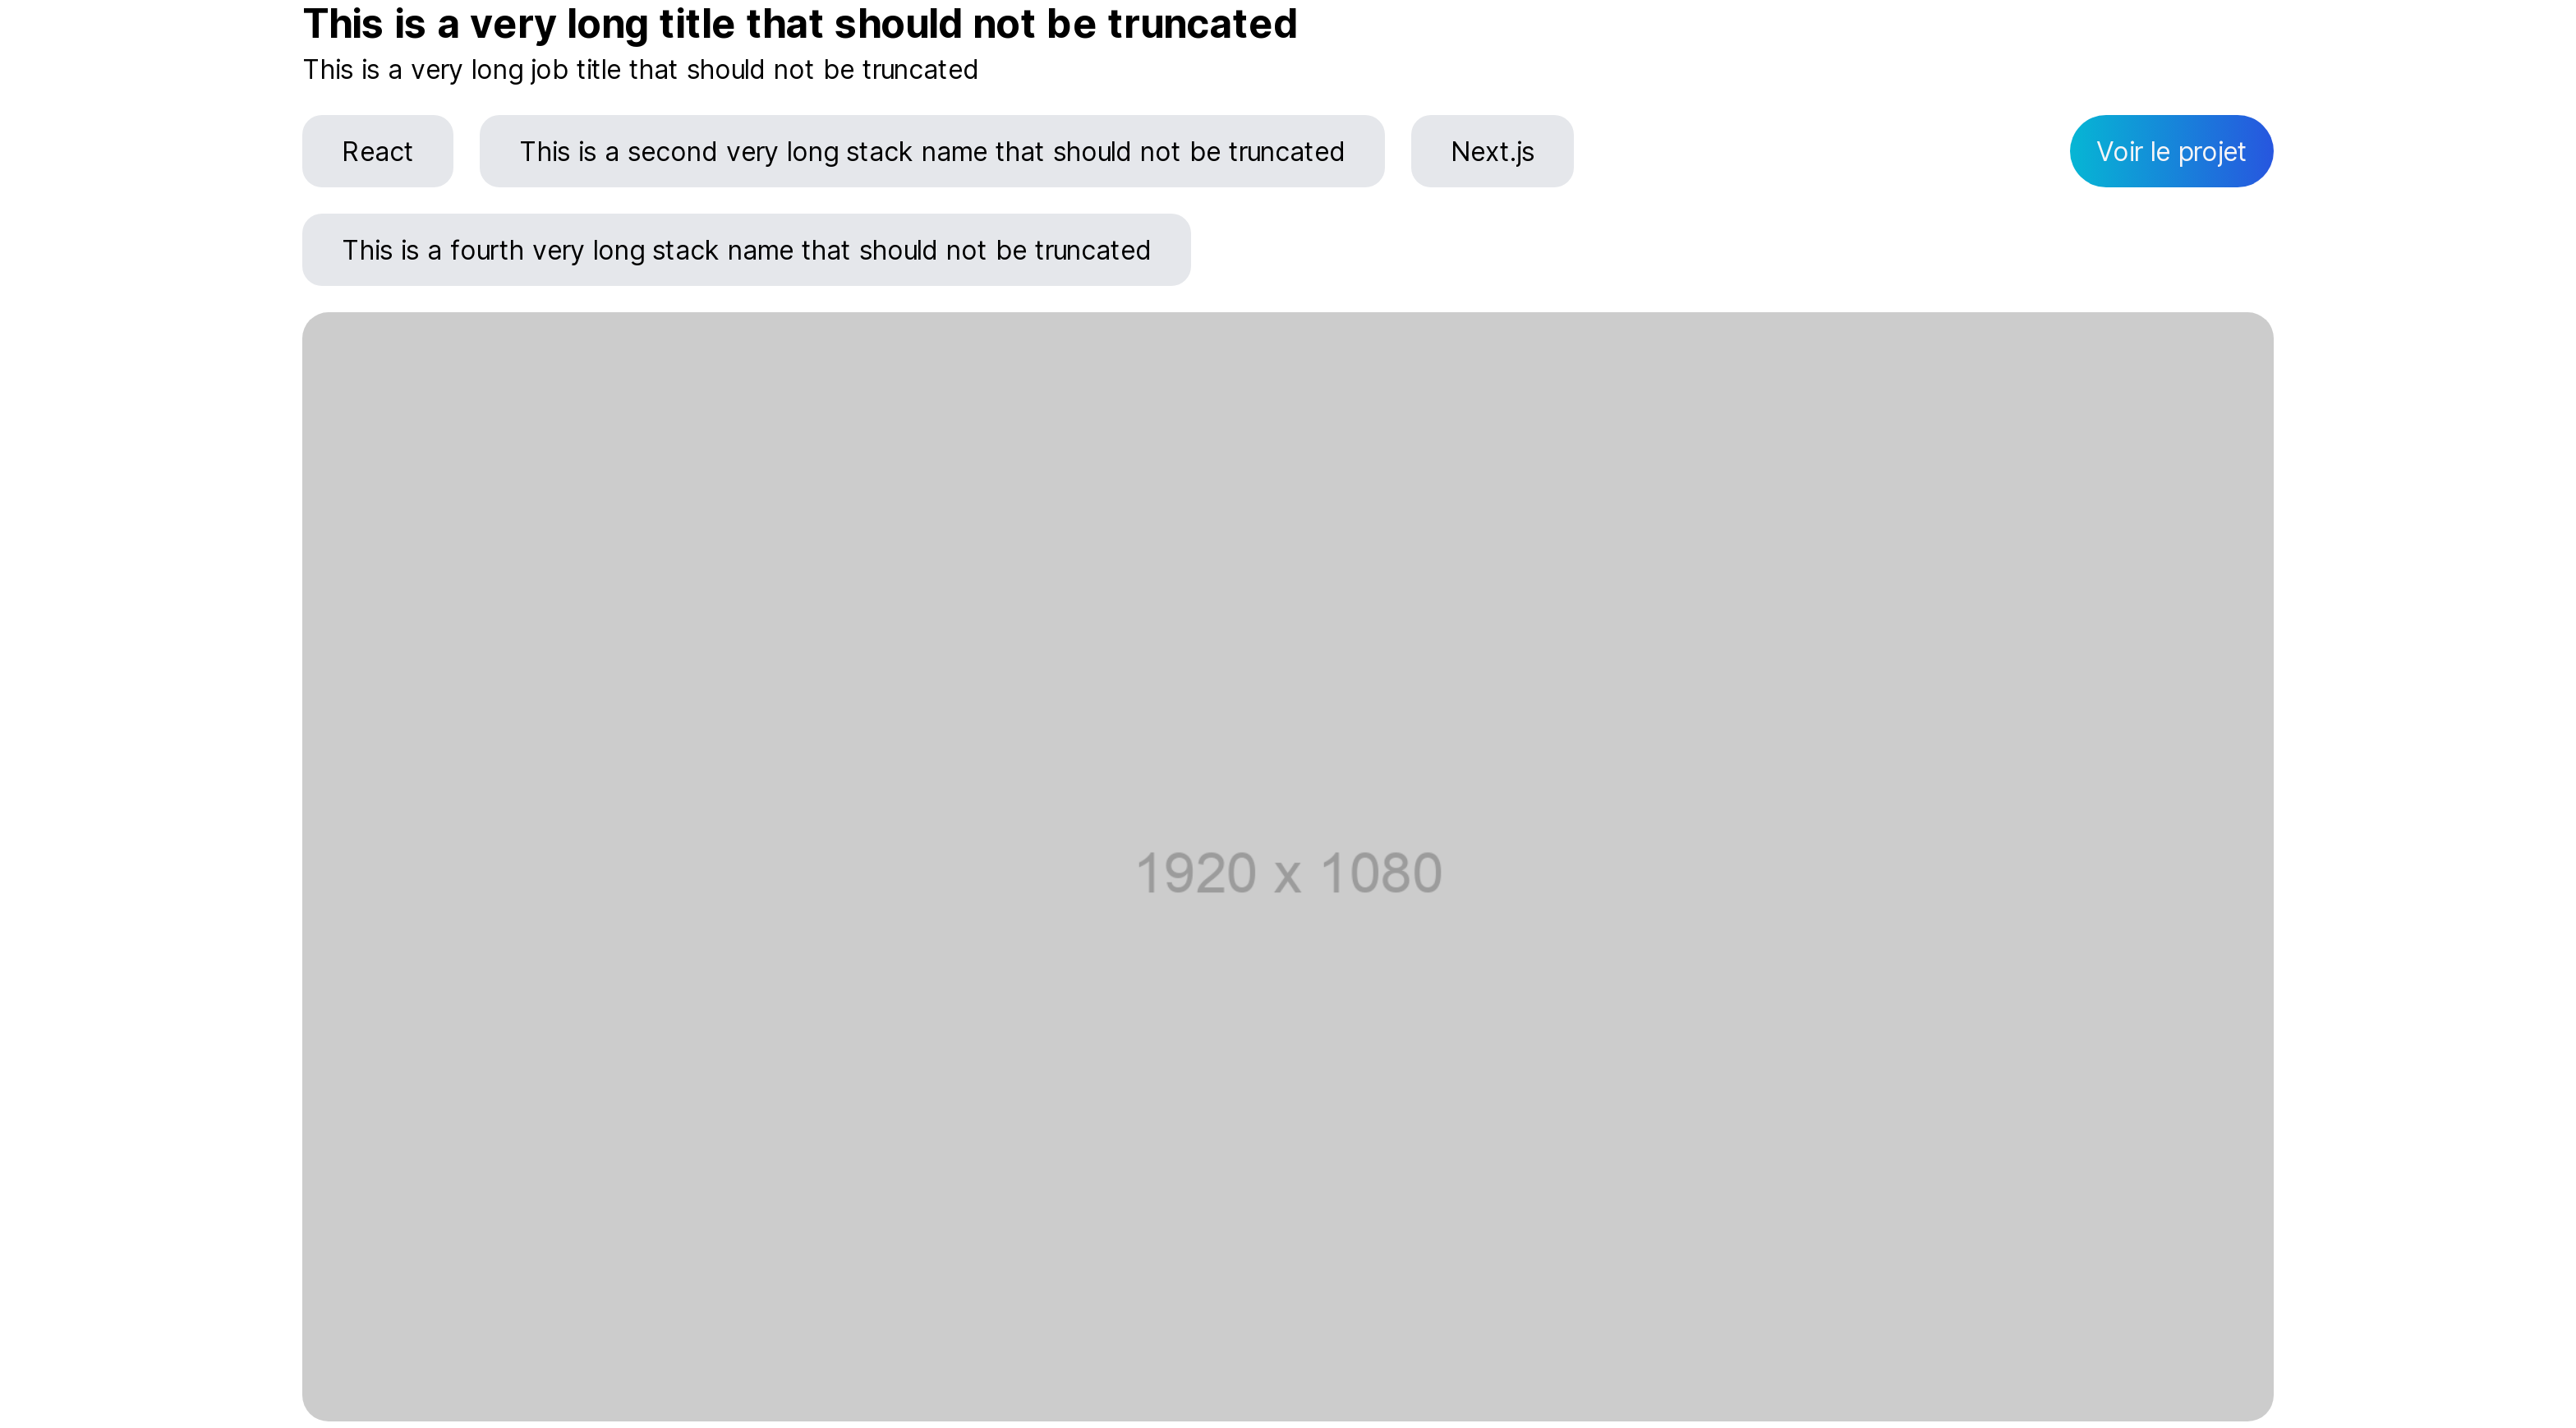 This is a very long title that should not be truncated
This is a very long job title that should not be truncated
React
This is a second very long stack name that should not be truncated
Next.js
Voir le projet
This is a fourth very long stack name that should not be truncated
1920 x 1080